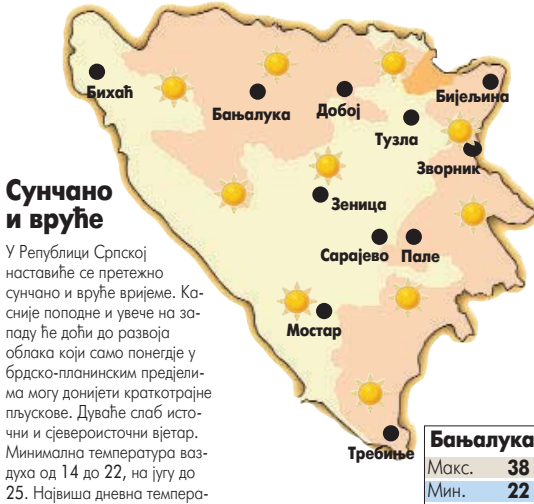 Бихаћ
Бањалука
Добој
Бијељина
Тузла
Зворник
Зеница
Сарајево Пале
Мостар
Требиње
Сунчано
и вруће
У Републици Српској
наставиће се претежно
сунчано и вруће вријеме. Ка-
сније поподне и увече на за-
паду ће доћи до развоја
облака који само понегдје у
брдско-планинским предјели-
ма могу донијети краткотрајне
пљускове. Дуваће слаб исто-
чни и сјевероисточни вјетар.
Минимална температура ваз-
духа од 14 до 22, на југу до
25. Највиша дневна темпера-
Бањалука
Макс. 38
Мин. 22